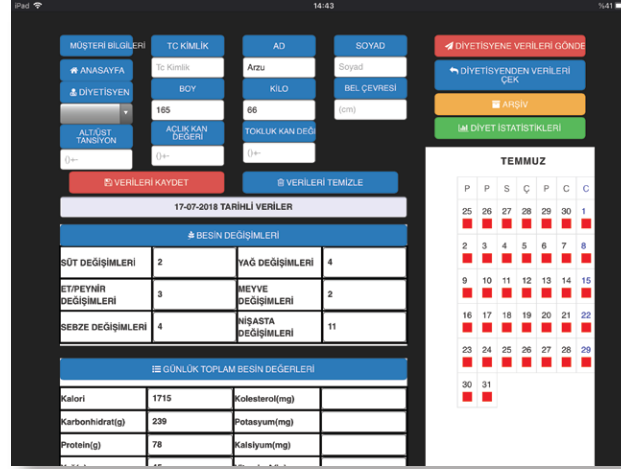 iPad 14:43 %41
MÜŞTERİ BİLGİLERİ TC KİMLİK AD SOYAD
DİYETİSYENE VERİLERİ GÖNDE
ANASAYFA Tc Kimlik Arzu Soyad
DİYETİSYENDEN VERİLERİ
ÇEK
DİYETİSYEN BOY KİLO BEL ÇEVRESİ
165 66 (cm)
ARŞİV
ALT/ÜST
TANSİYON
AÇLIK KAN
DEĞERİ
TOKLUK KAN DEĞ
DİYET İSTATİSTİKLERİ
()+- ()+- ()+-
VERİLERİ KAYDET VERİLERİ TEMİZLE
17-07-2018 TARİHLİ VERİLER
BESİN DEĞİŞİMLERİ
SÜT DEĞİŞİMLERİ 2 YAĞ DEĞİŞİMLERİ 4
ET/PEYNİR
DEĞİŞİMLERİ 3 MEYVE
DEĞİŞİMLERİ 2
SEBZE DEĞİŞİMLERİ 4 NİŞASTA
DEĞİŞİMLERİ 11
GÜNLÜK TOPLAM BESİN DEĞERLERİ
Kalori 1715 Kolesterol(mg)
Karbonhidrat(g) 239 Potasyum(mg)
Protein(g) 78 Kalsiyum(mg)
TEMMUZ
P P S Ç P C C
25 26 27 28 29 30 1
2 3 4 5 6 7 8
9 10 11 12 13 14 15
16 17 18 19 20 21 22
23 24 25 26 27 28 29
30 31